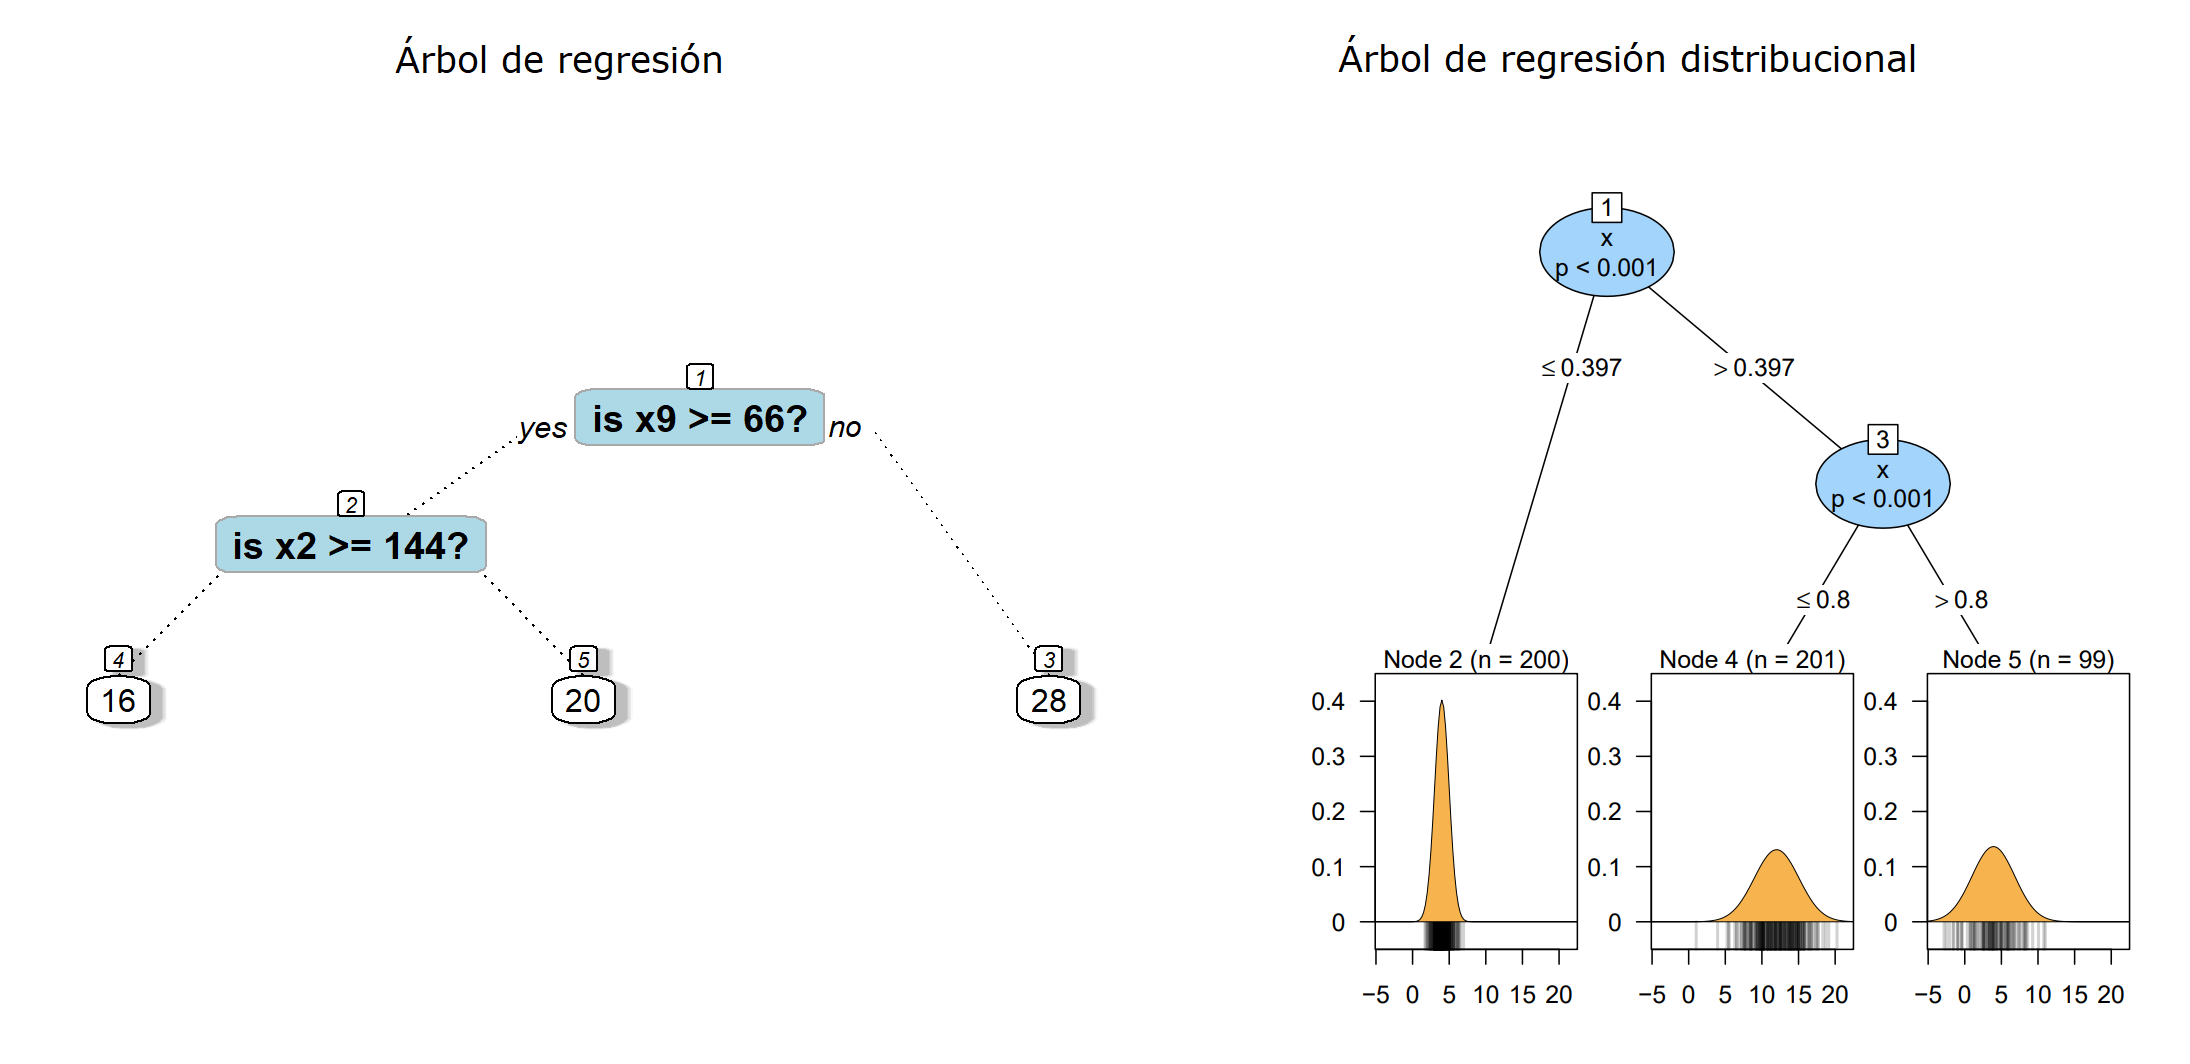 Árbol de regresión
1
is x9 >= 66?
yes
no
2
is x2 >= 144?
4
16
5
20
3
28
Árbol de regresión distribucional
1
x
p < 0.001
≤ 0.397
> 0.397
3
x
p < 0.001
≤ 0.8
> 0.8
Node 2 (n = 200)
0.4
0.3
0.2
0.1
0
−5 0 5 10 15 20
Node 4 (n = 201)
0.4
0.3
0.2
0.1
0
−5 0 5 10 15 20
Node 5 (n = 99)
0.4
0.3
0.2
0.1
0
−5 0 5 10 15 20